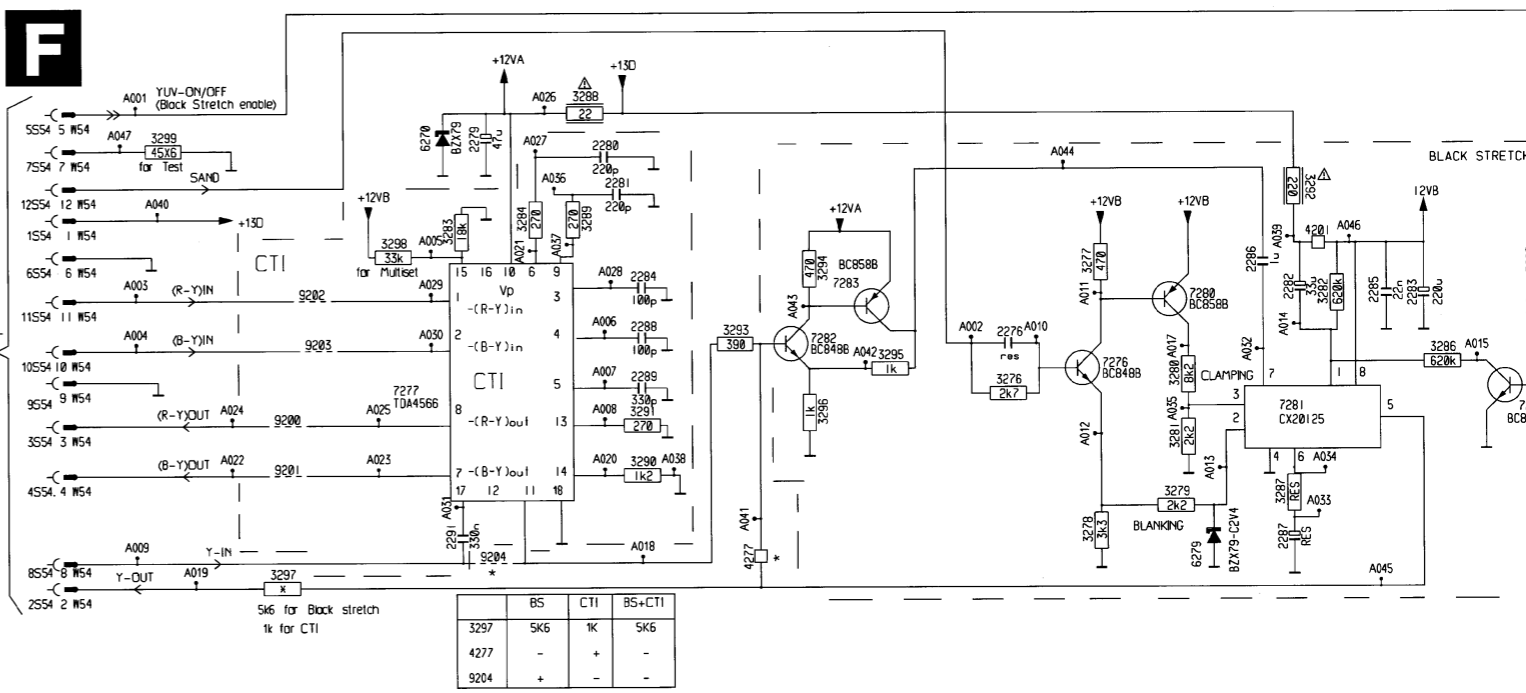 F
YUV-ON/OFF
(Black Stretch enable)
A001
5S54 5 W54
A047
3299
45X6
for Test
7S54 7 W54
SAND
12S54 12 W54
A040
+13D
1S54 1 W54
6S54 6 W54
A003
(R-Y)IN
9202
A029
11S54 11 W54
A004
(B-Y)IN
9203
A030
10S54 10 W54
9S54 9 W54
A024
(R-Y)OUT
9200
A025
3S54 3 W54
A022
(B-Y)OUT
9201
A023
4S54. 4 W54
A009
Y-IN
8S54 8 W54
A019
Y-OUT
2S54 2 W54
3297
x
5k6 for Black stretch
1k for CTI
CTI
+12VA
+13D
A026
3288
22
6270
BZX79
2279
47u
A027
2280
220p
A036
2281
220p
+12VB
3298
33k
for Multiset
A005
3283
18k
3284
270
270
3289
A021
A037
15 16 10 6 9
Vp
1
-(R-Y)in
3
2
-(B-Y)in
4
CTI
5
7277
TDA4566
8
-(R-Y)out
13
7
-(B-Y)out
14
17 12 11 18
A028
2284
100p
A006
2288
100p
A007
2289
330p
A008
3291
270
A020
3290
1k2
A038
A031
2291
330n
9204
*
A018
3293
390
+12VA
470
3294
BC858B
7283
A043
7282
BC848B
A042
3295
1k
1k
3296
A041
4277
*
A044
A002
2276
res
A010
3276
2k7
+12VB
3277
470
A011
7276
BC848B
A012
3278
3k3
+12VB
7280
BC858B
A017
3280
8k2
A035
3281
2k2
CLAMPING
3279
2k2
BLANKING
A013
6279
BZX79-C2V4
2286
1u
A032
7
3
2
7281
CX20125
1
8
5
4
6
A034
3287
RES
A033
2287
RES
A045
BLACK STRETCH
220
3292
A039
4201
A046
12VB
2282
33u
3282
620k
A014
2285
22n
2283
220u
3286
620k
A015
BC8
BS CTI BS+CTI
3297 5K6 1K 5K6
4277 - + -
9204 + - -